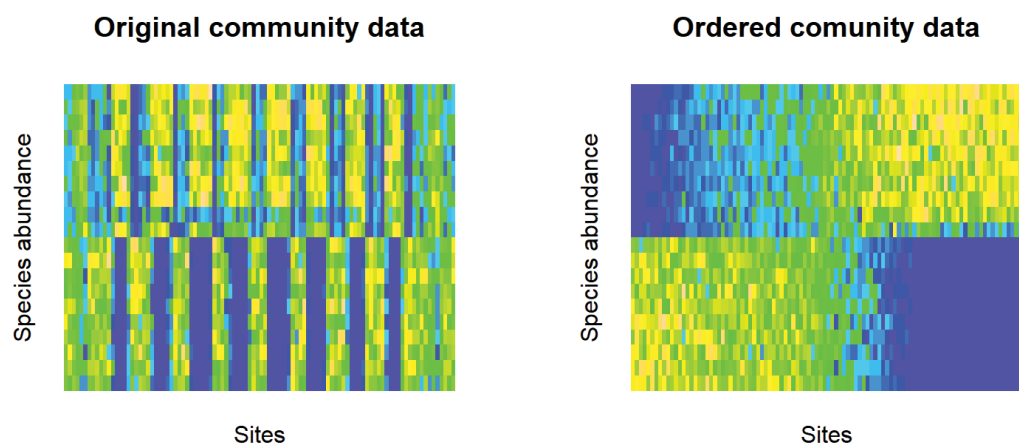 Original community data
Ordered comunity data
Species abundance
Species abundance
Sites
Sites